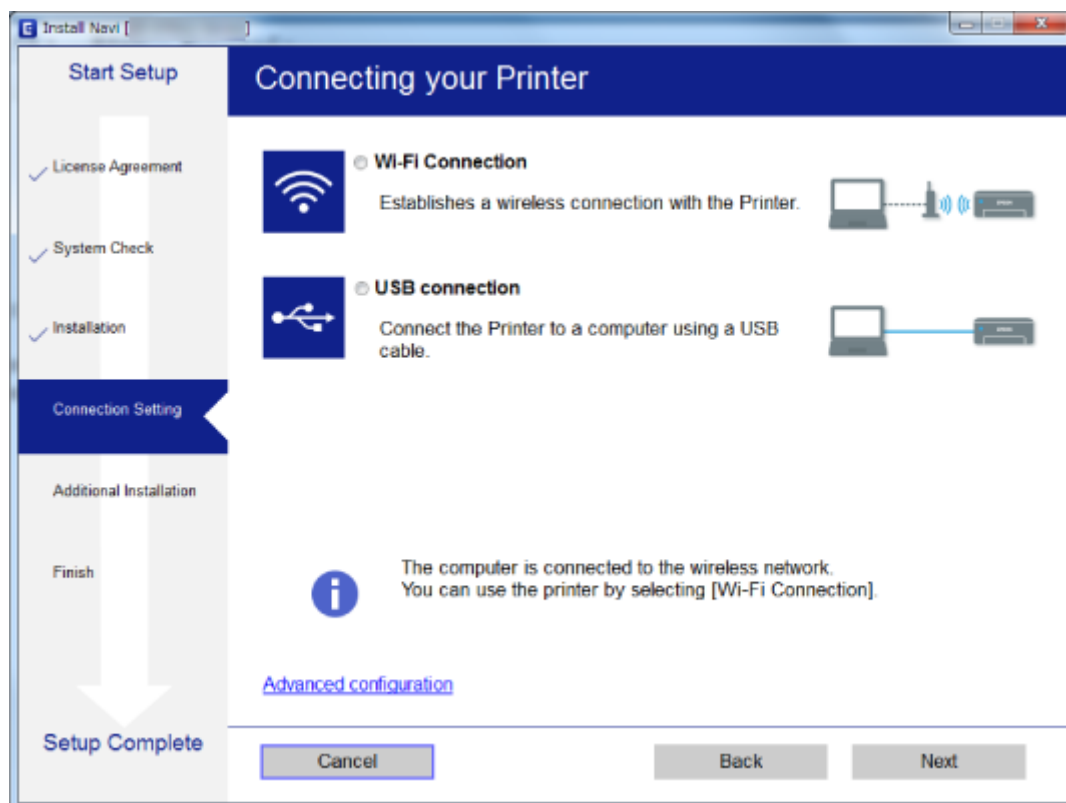 Install Navi [ ]
Start Setup
Connecting your Printer
License Agreement
System Check
Installation
Connection Setting
Additional Installation
Finish
Setup Complete
Wi-Fi Connection
Establishes a wireless connection with the Printer.
USB connection
Connect the Printer to a computer using a USB
cable.
The computer is connected to the wireless network.
You can use the printer by selecting [Wi-Fi Connection].
Advanced configuration
Cancel
Back
Next